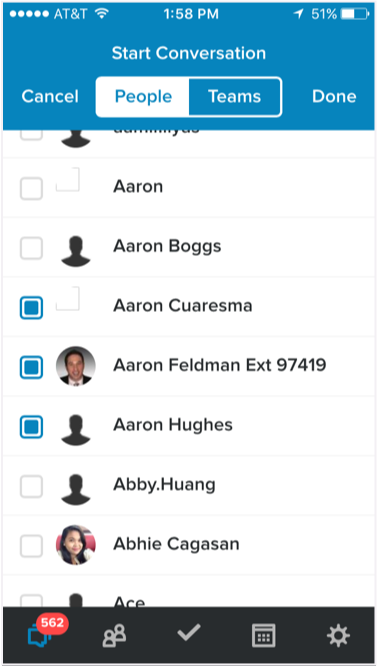 AT&T 1:58 PM 51%
Start Conversation
Cancel People Teams Done
Aaron
Aaron Boggs
Aaron Cuaresma
Aaron Feldman Ext 97419
Aaron Hughes
Abby.Huang
Abhie Cagasan
Ace
562